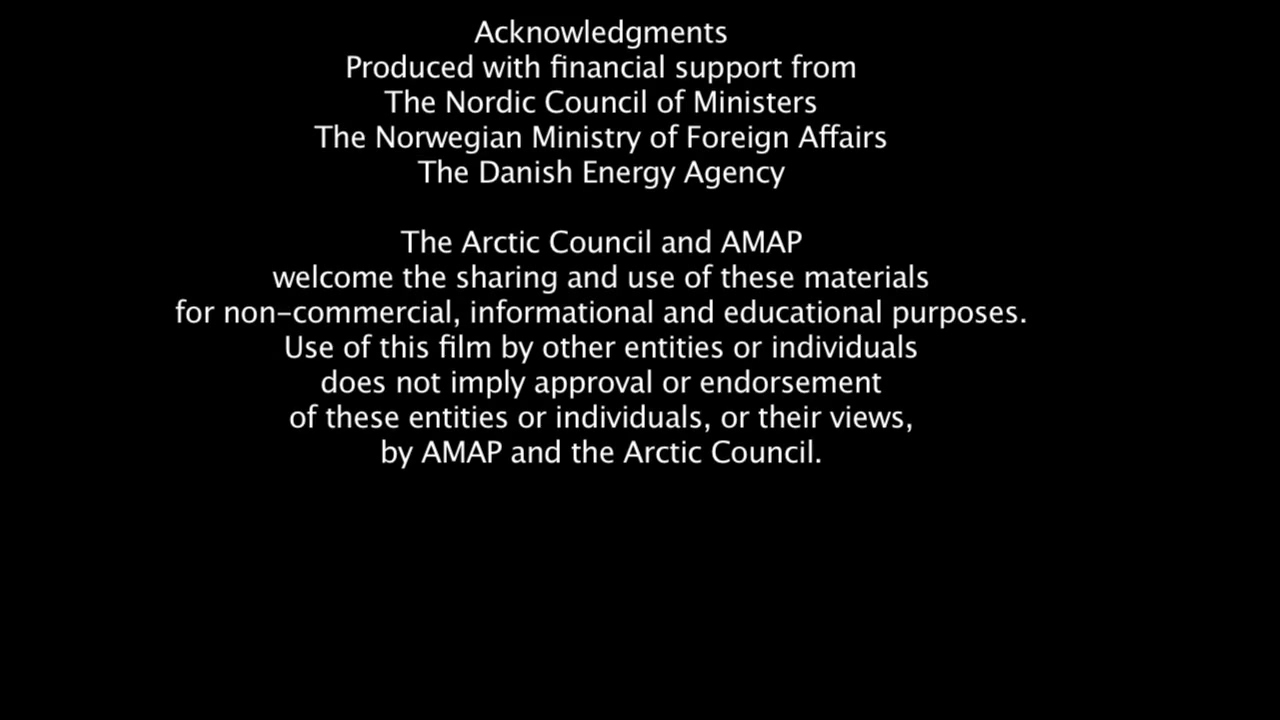 Acknowledgments
Produced with financial support from
The Nordic Council of Ministers
The Norwegian Ministry of Foreign Affairs
The Danish Energy Agency
The Arctic Council and AMAP
welcome the sharing and use of these materials
for non-commercial, informational and educational purposes.
Use of this film by other entities or individuals
does not imply approval or endorsement
of these entities or individuals, or their views,
by AMAP and the Arctic Council.